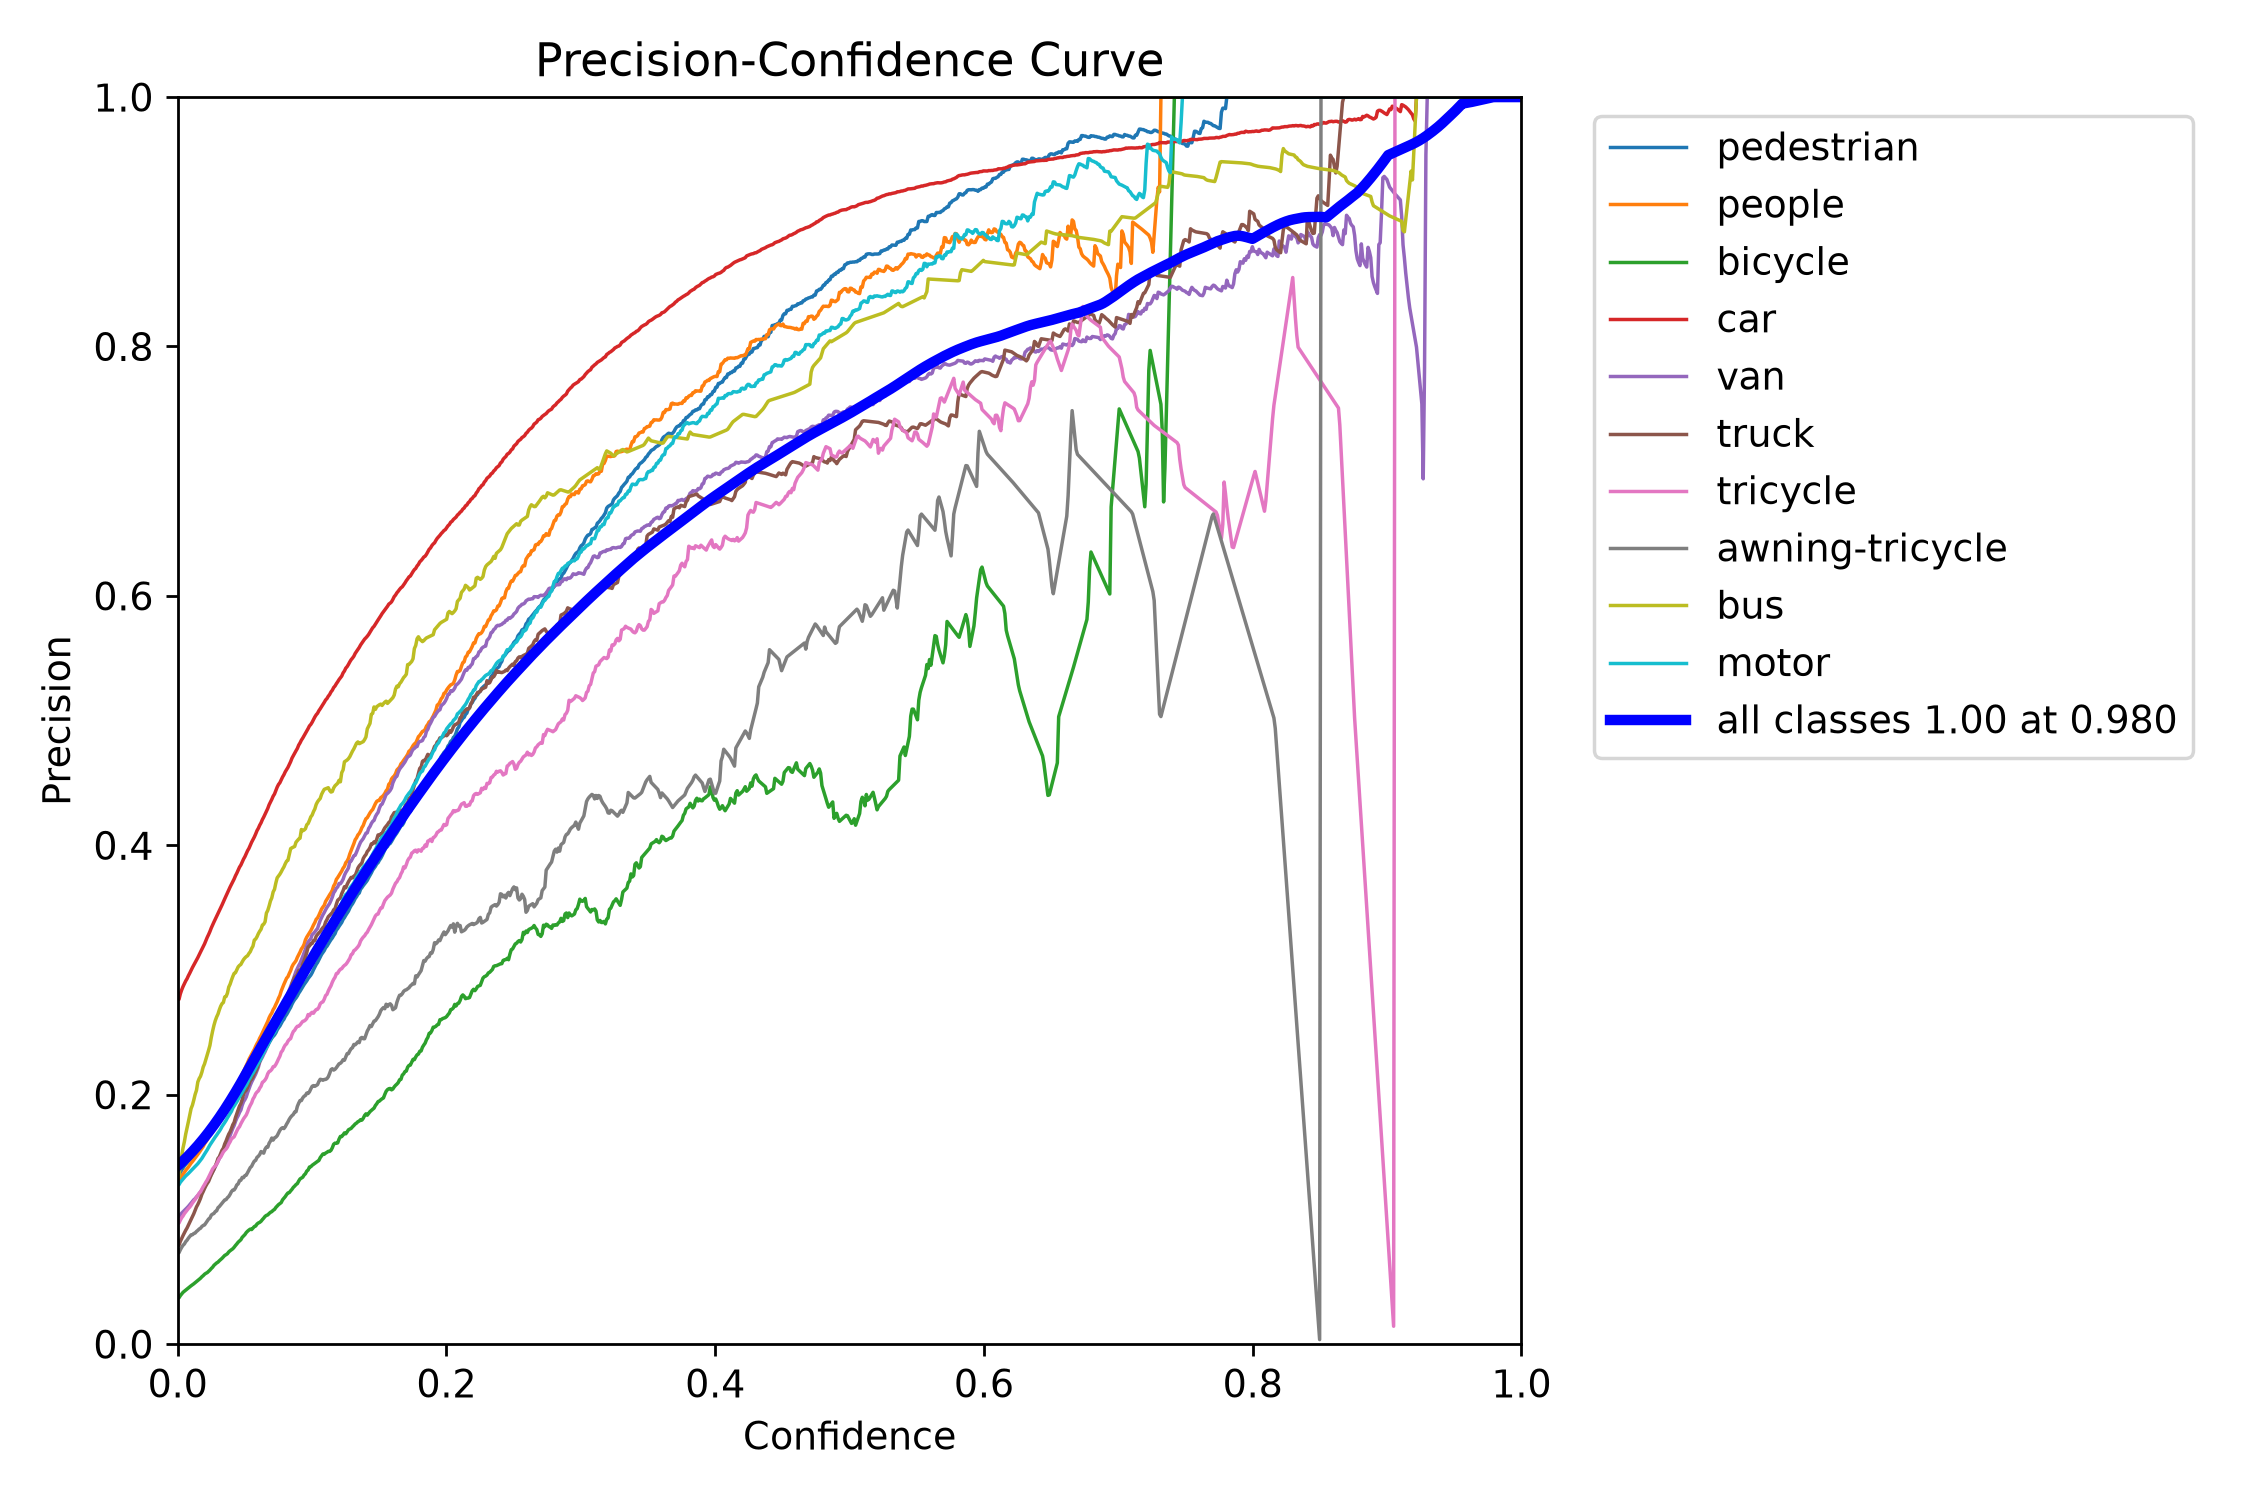 Precision-Confidence Curve
1.0
0.8
0.6
0.4
0.2
0.0
Precision
0.0 0.2 0.4 0.6 0.8 1.0
Confidence
pedestrian
people
bicycle
car
van
truck
tricycle
awning-tricycle
bus
motor
all classes 1.00 at 0.980